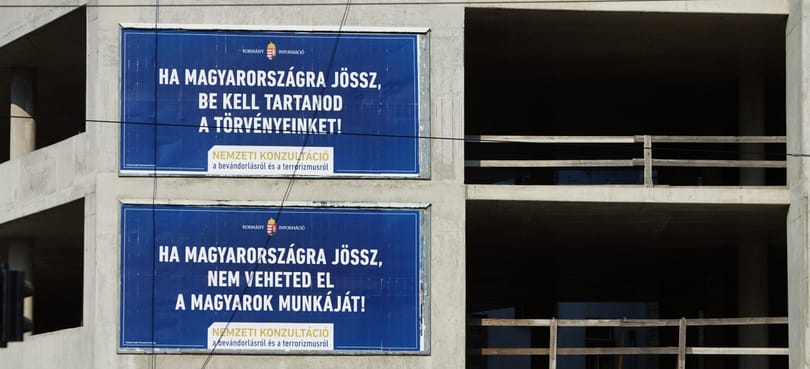 KORMÁNY INFORMÁCIÓ
HA MAGYARORSZÁGRA JÖSSZ,
BE KELL TARTANOD
A TÖRVÉNYEINKET!
NEMZETI KONZULTÁCIÓ
a bevándorlásról és a terrorizmusról
KORMÁNY INFORMÁCIÓ
HA MAGYARORSZÁGRA JÖSSZ,
NEM VEHETED EL
A MAGYAROK MUNKÁJÁT!
NEMZETI KONZULTÁCIÓ
a bevándorlásról és a terrorizmusról